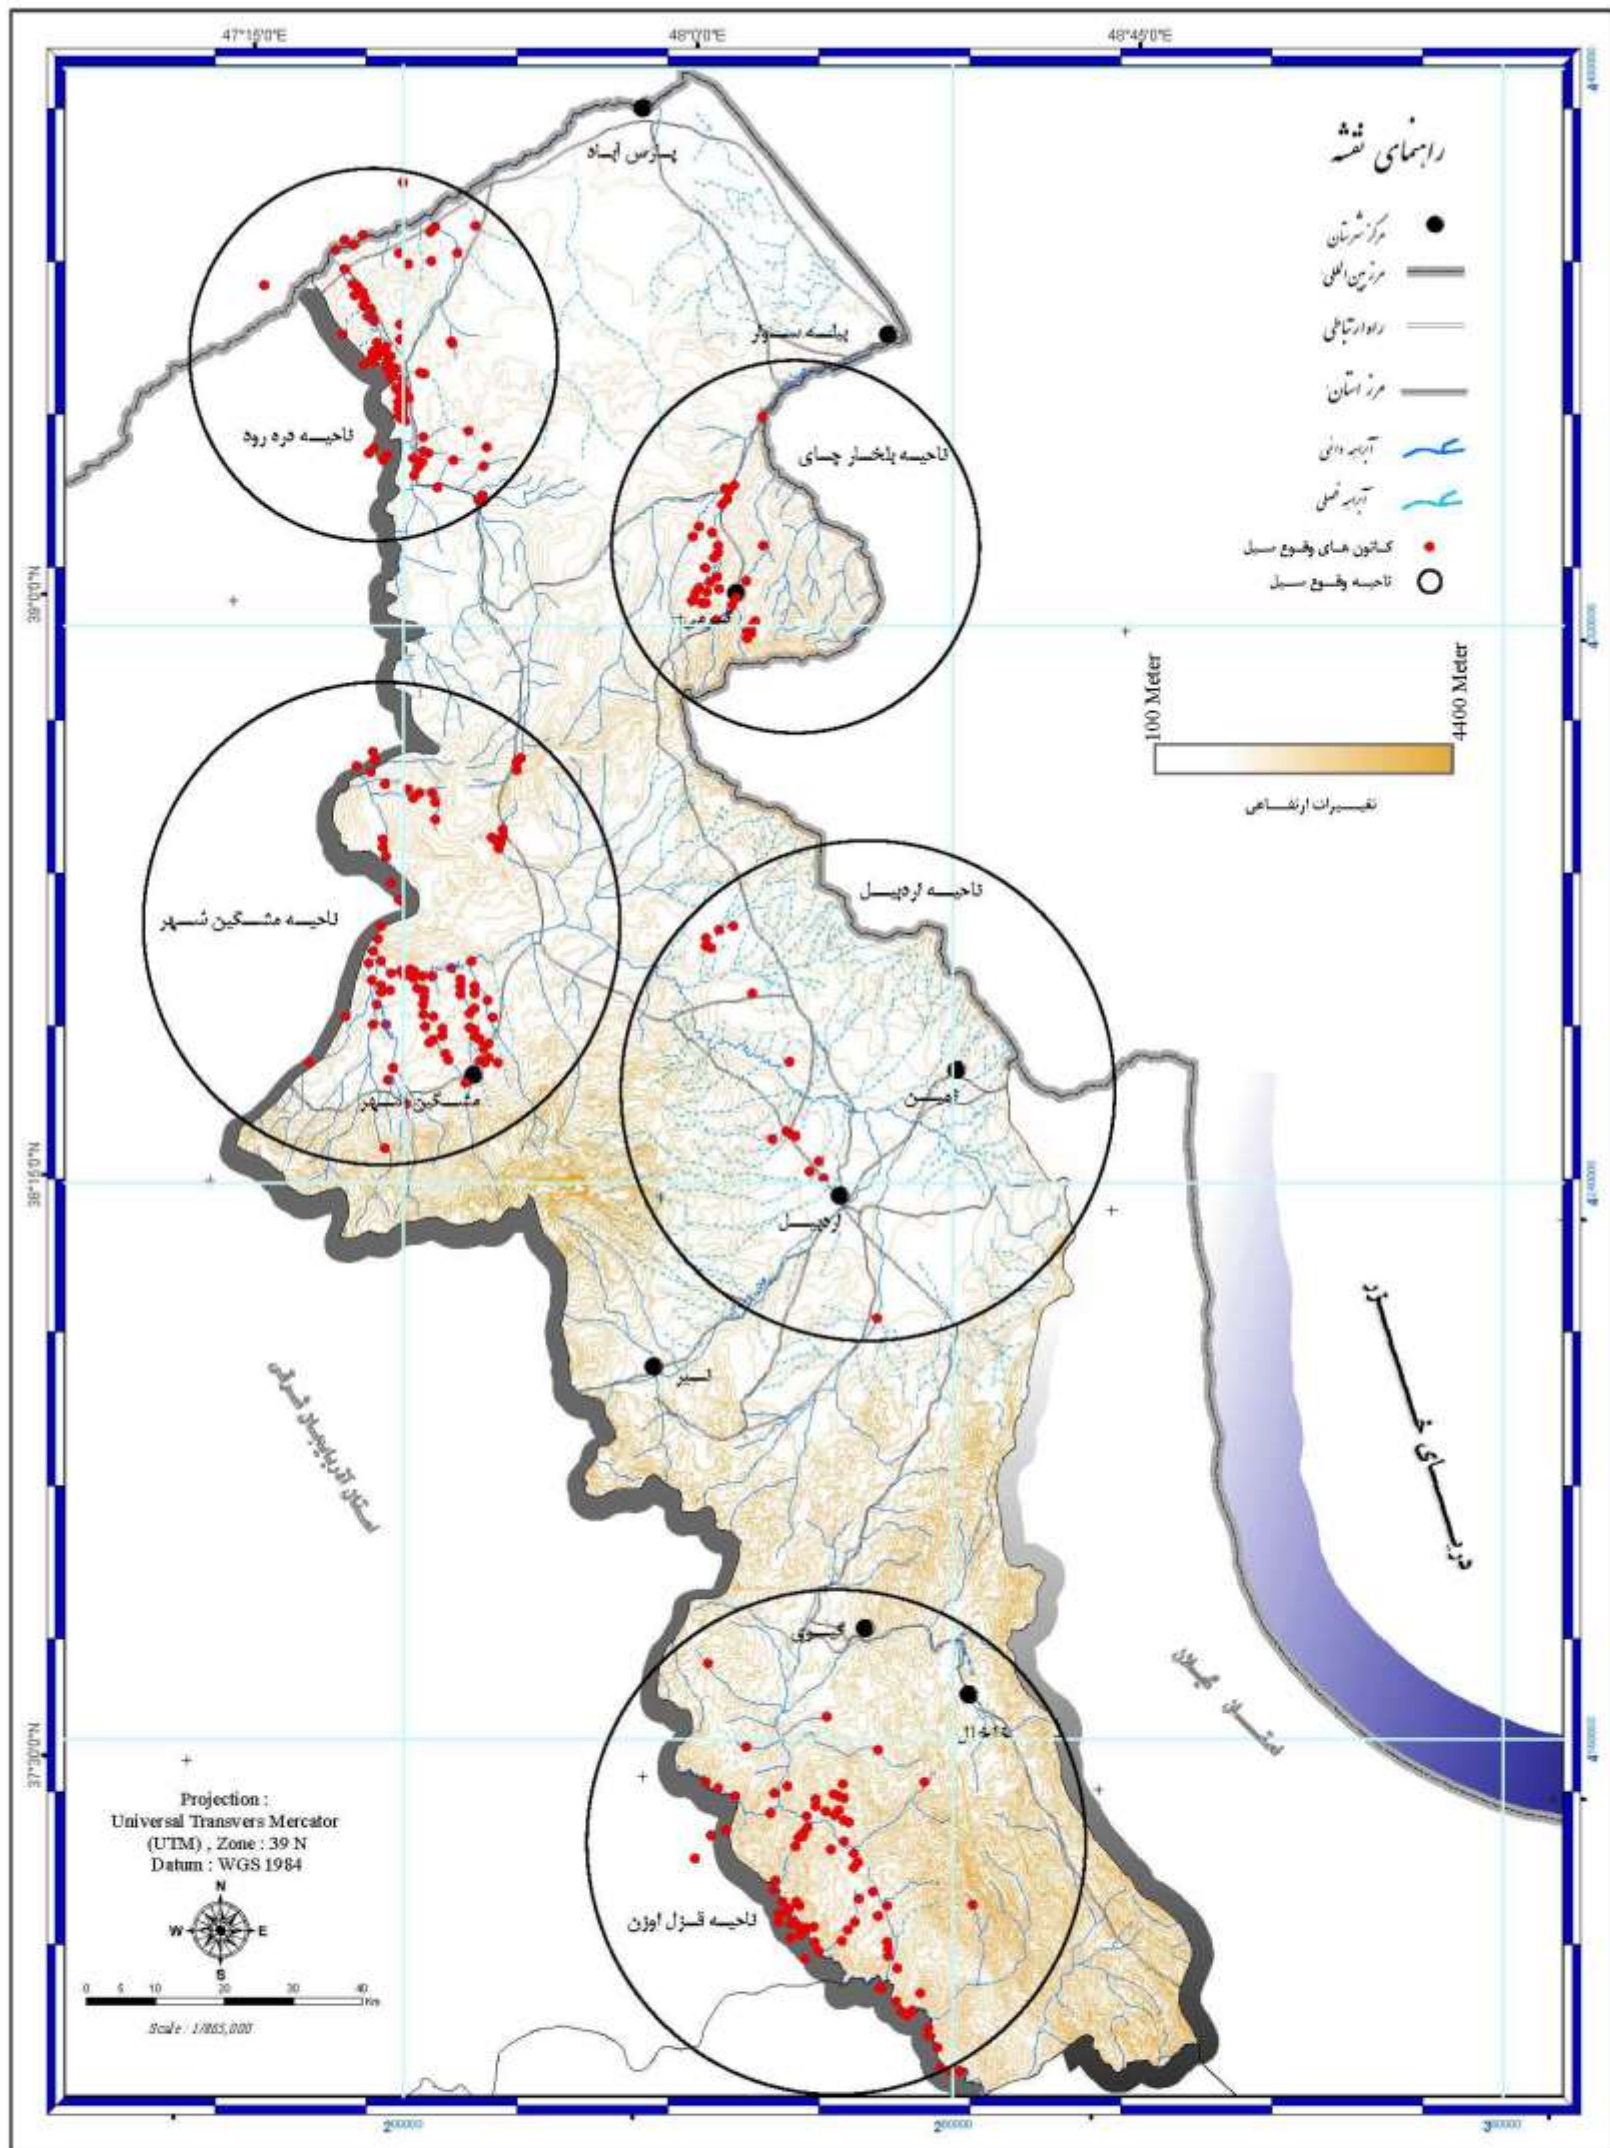 47°15'0"E
48°0'0"E
48°45'0"E
راهنمای نقشه
مرکز شهرستان
مرز بین المللی
راه ارتباطی
مرز استان
آبراهه دائمی
آبراهه فصلی
کانون های وقوع سیل
ناحیه وقوع سیل
100 Meter
4400 Meter
تغییرات ارتفاعی
پارس آباد
بیله سوار
ناحیه دره رود
ناحیه بلخسار چای
گرمی
39°0'0"N
ناحیه اردبیل
ناحیه مشگین شهر
نمین
مشگین شهر
38°15'0"N
اردبیل
نیر
دریای خزر
استان آذربایجان شرقی
گیوی
استان گیلان
خلخال
37°30'0"N
Projection :
Universal Transvers Mercator
(UTM) , Zone : 39 N
Datum : WGS 1984
N
W
E
S
ناحیه قزل اوزن
0 5 10 20 30 40
Km
Scale : 1/865,000
200000